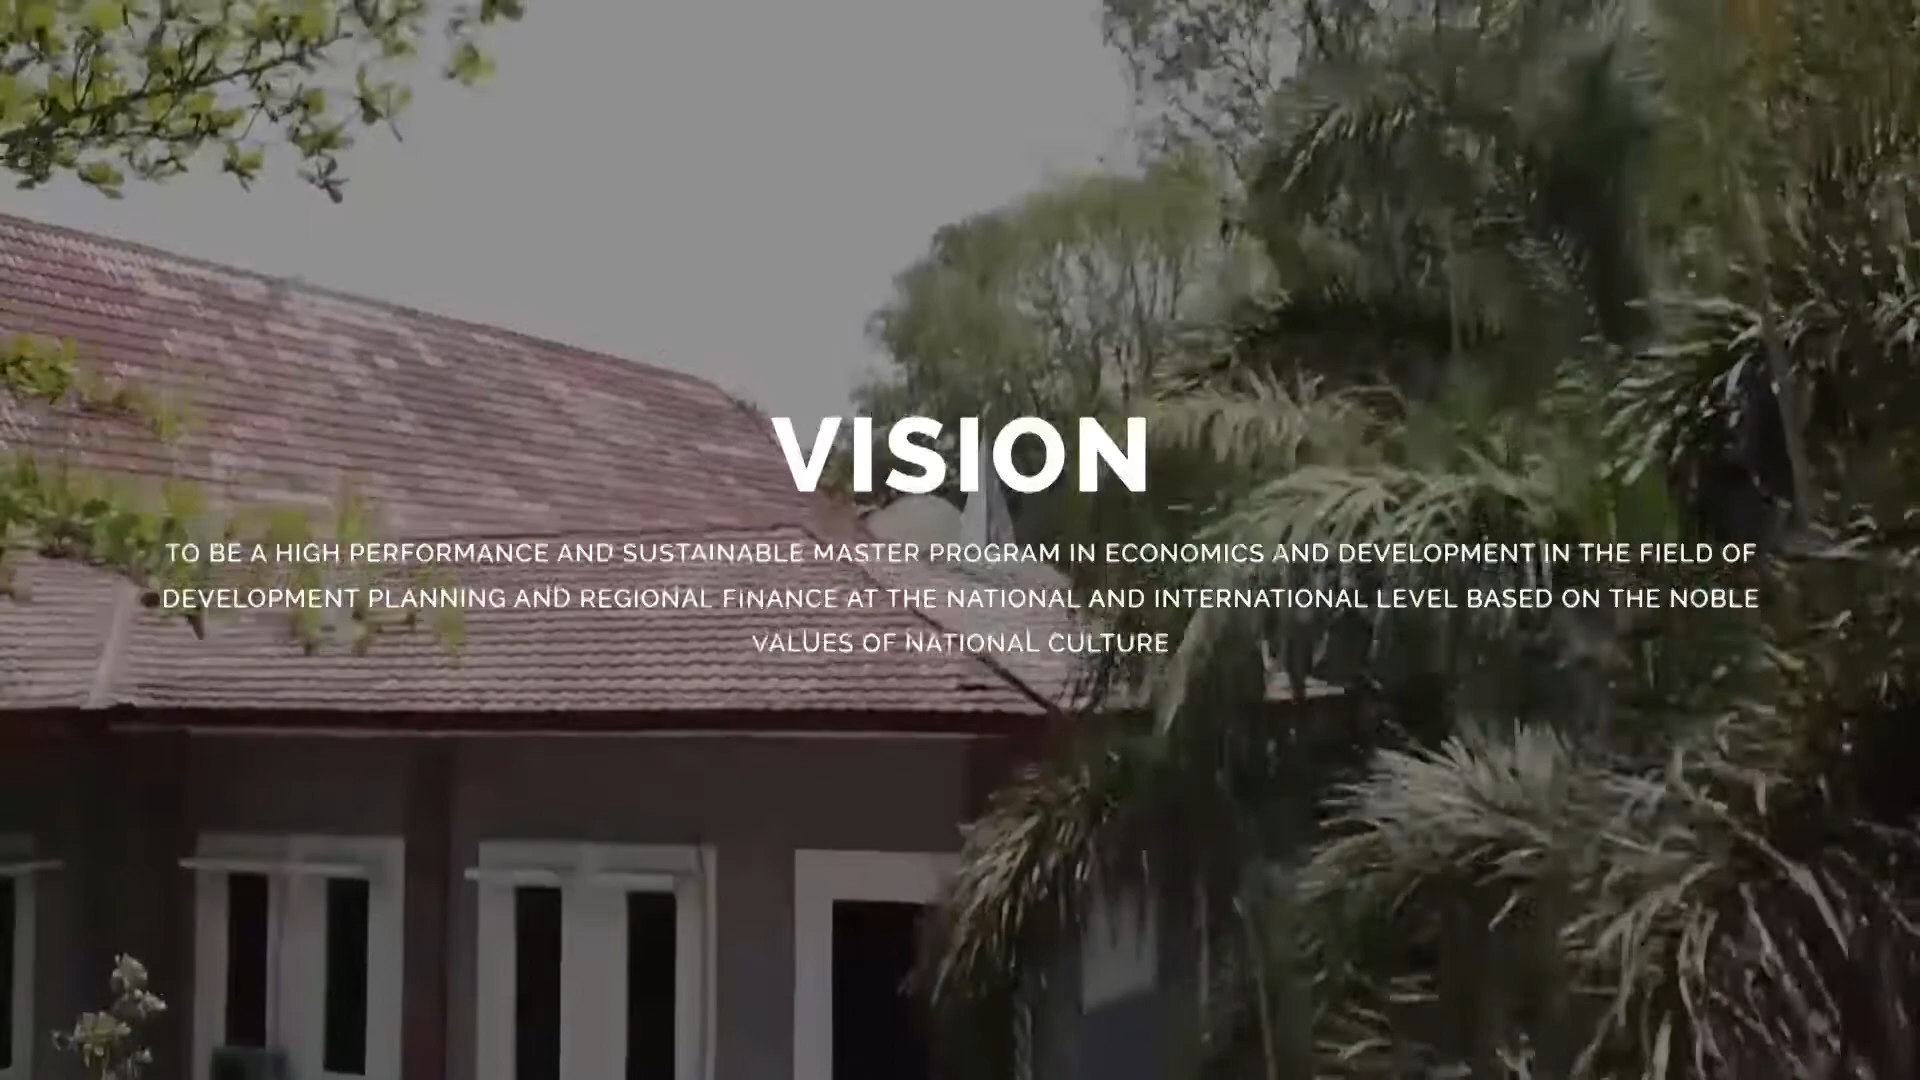 VISION
TO BE A HIGH PERFORMANCE AND SUSTAINABLE MASTER PROGRAM IN ECONOMICS AND DEVELOPMENT IN THE FIELD OF
DEVELOPMENT PLANNING AND REGIONAL FINANCE AT THE NATIONAL AND INTERNATIONAL LEVEL BASED ON THE NOBLE
VALUES OF NATIONAL CULTURE